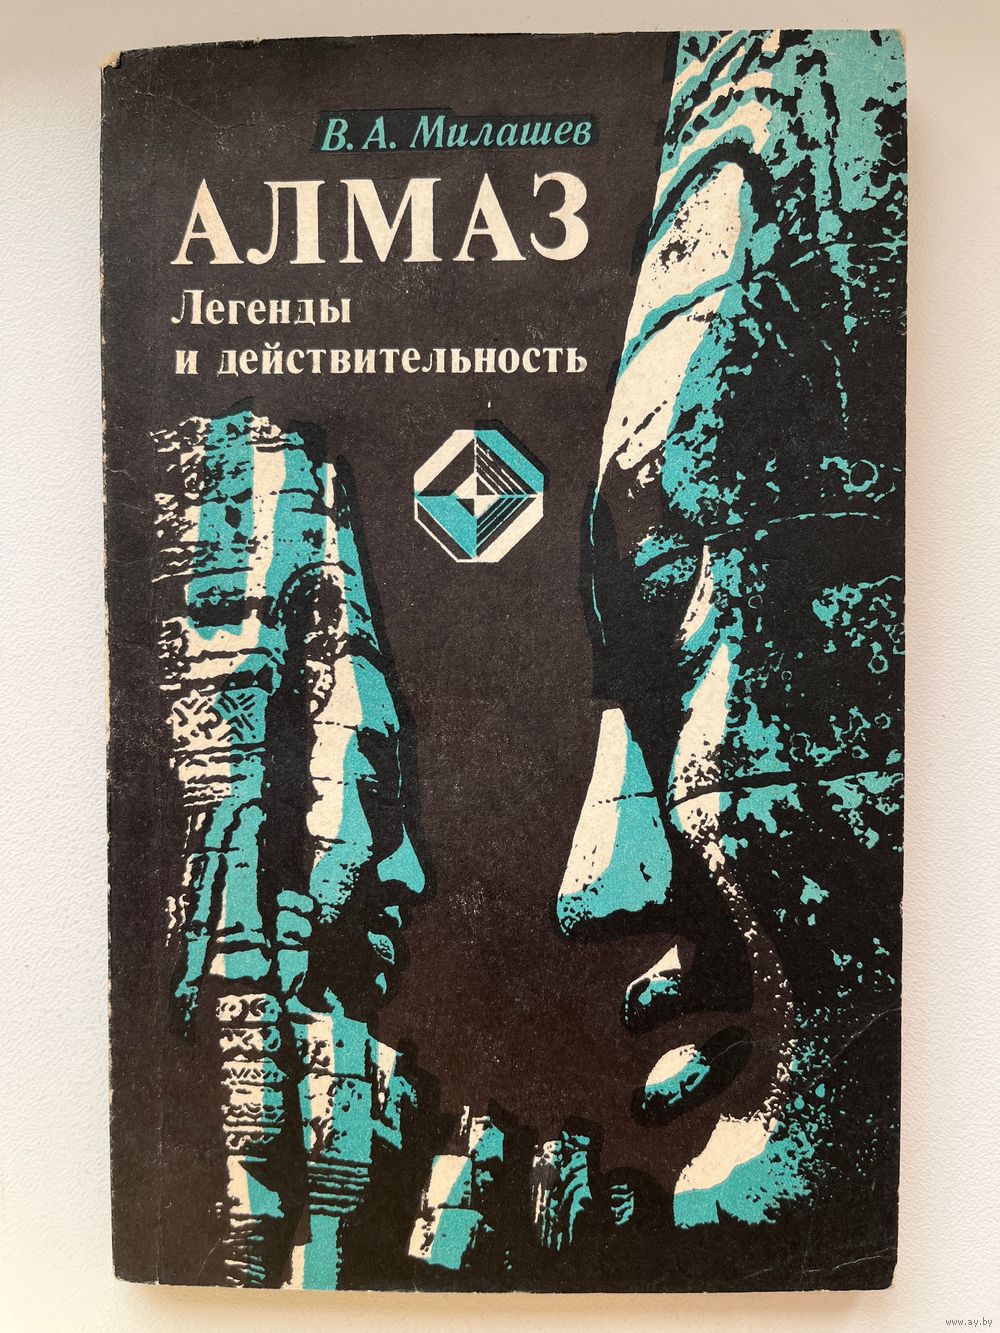 В. А. Милашев
АЛМАЗ
Легенды
и действительность
www.ay.by